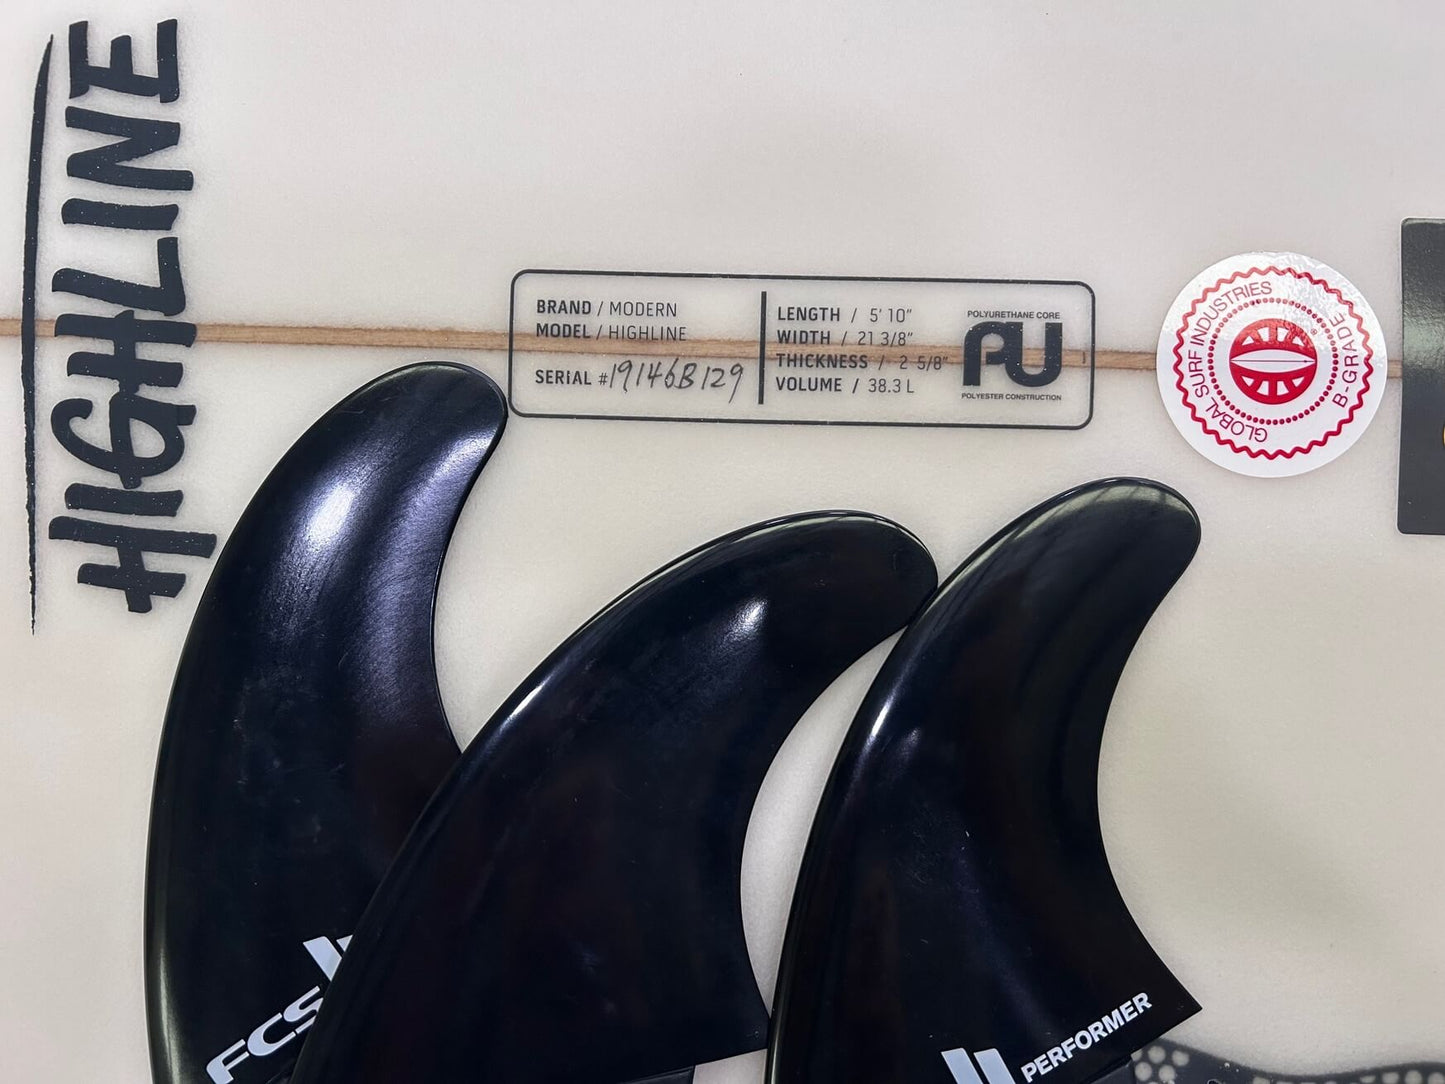 HIGHLINE
BRAND / MODERN
MODEL / HIGHLINE
SERIAL # 19146B129
LENGTH / 5' 10"
WIDTH / 21 3/8"
THICKNESS / 2 5/8"
VOLUME / 38.3 L
POLYURETHANE CORE
PU
POLYESTER CONSTRUCTION
GLOBAL SURF INDUSTRIES
B-GRADE
FCS II
PERFORMER